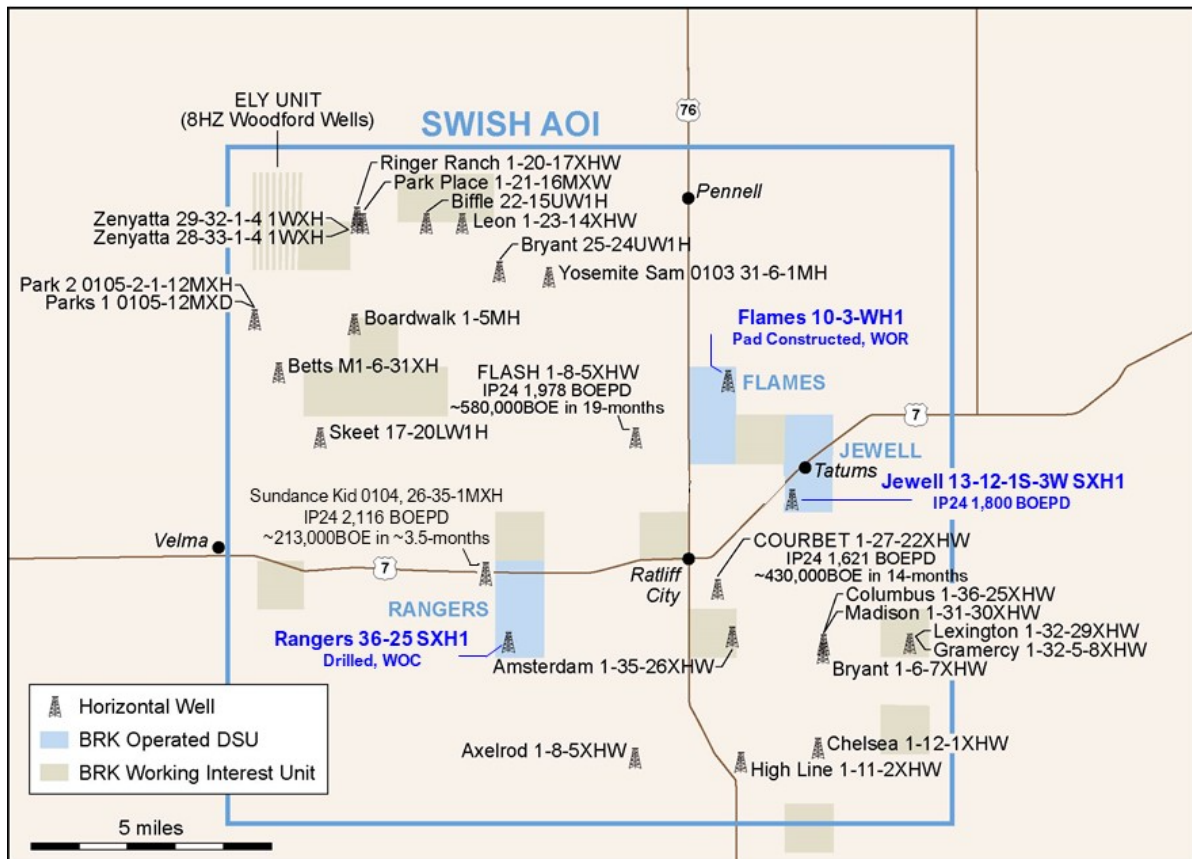 ELY UNIT
(8HZ Woodford Wells)
SWISH AOI
76
Ringer Ranch 1-20-17XHW
Park Place 1-21-16MXW
Biffle 22-15UW1H
Leon 1-23-14XHW
Pennell
Zenyatta 29-32-1-4 1WXH
Zenyatta 28-33-1-4 1WXH
Bryant 25-24UW1H
Yosemite Sam 0103 31-6-1MH
Park 2 0105-2-1-12MXH
Parks 1 0105-12MXD
Boardwalk 1-5MH
Flames 10-3-WH1
Pad Constructed, WOR
Betts M1-6-31XH
FLASH 1-8-5XHW
IP24 1,978 BOEPD
~580,000BOE in 19-months
FLAMES
7
Skeet 17-20LW1H
JEWELL
Tatums
Jewell 13-12-1S-3W SXH1
IP24 1,800 BOEPD
Sundance Kid 0104, 26-35-1MXH
IP24 2,116 BOEPD
~213,000BOE in ~3.5-months
Velma
7
Ratliff
City
COURBET 1-27-22XHW
IP24 1,621 BOEPD
~430,000BOE in 14-months
Columbus 1-36-25XHW
Madison 1-31-30XHW
RANGERS
Rangers 36-25 SXH1
Drilled, WOC
Amsterdam 1-35-26XHW
Lexington 1-32-29XHW
Gramercy 1-32-5-8XHW
Bryant 1-6-7XHW
Horizontal Well
BRK Operated DSU
BRK Working Interest Unit
Axelrod 1-8-5XHW
Chelsea 1-12-1XHW
High Line 1-11-2XHW
5 miles